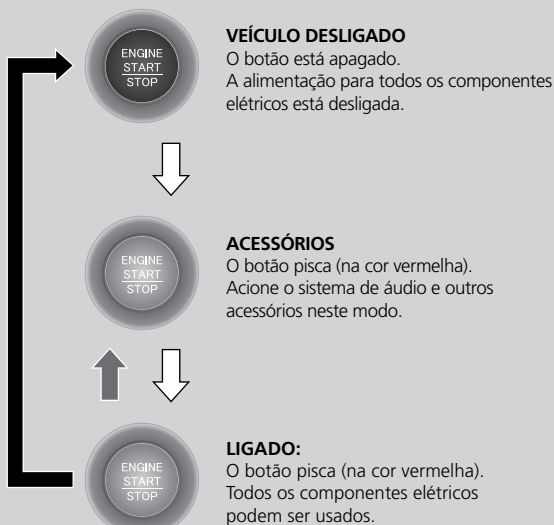 ENGINE
START
STOP
VEÍCULO DESLIGADO
O botão está apagado.
A alimentação para todos os componentes
elétricos está desligada.
ENGINE
START
STOP
ACESSÓRIOS
O botão pisca (na cor vermelha).
Acione o sistema de áudio e outros
acessórios neste modo.
ENGINE
START
STOP
LIGADO:
O botão pisca (na cor vermelha).
Todos os componentes elétricos
podem ser usados.